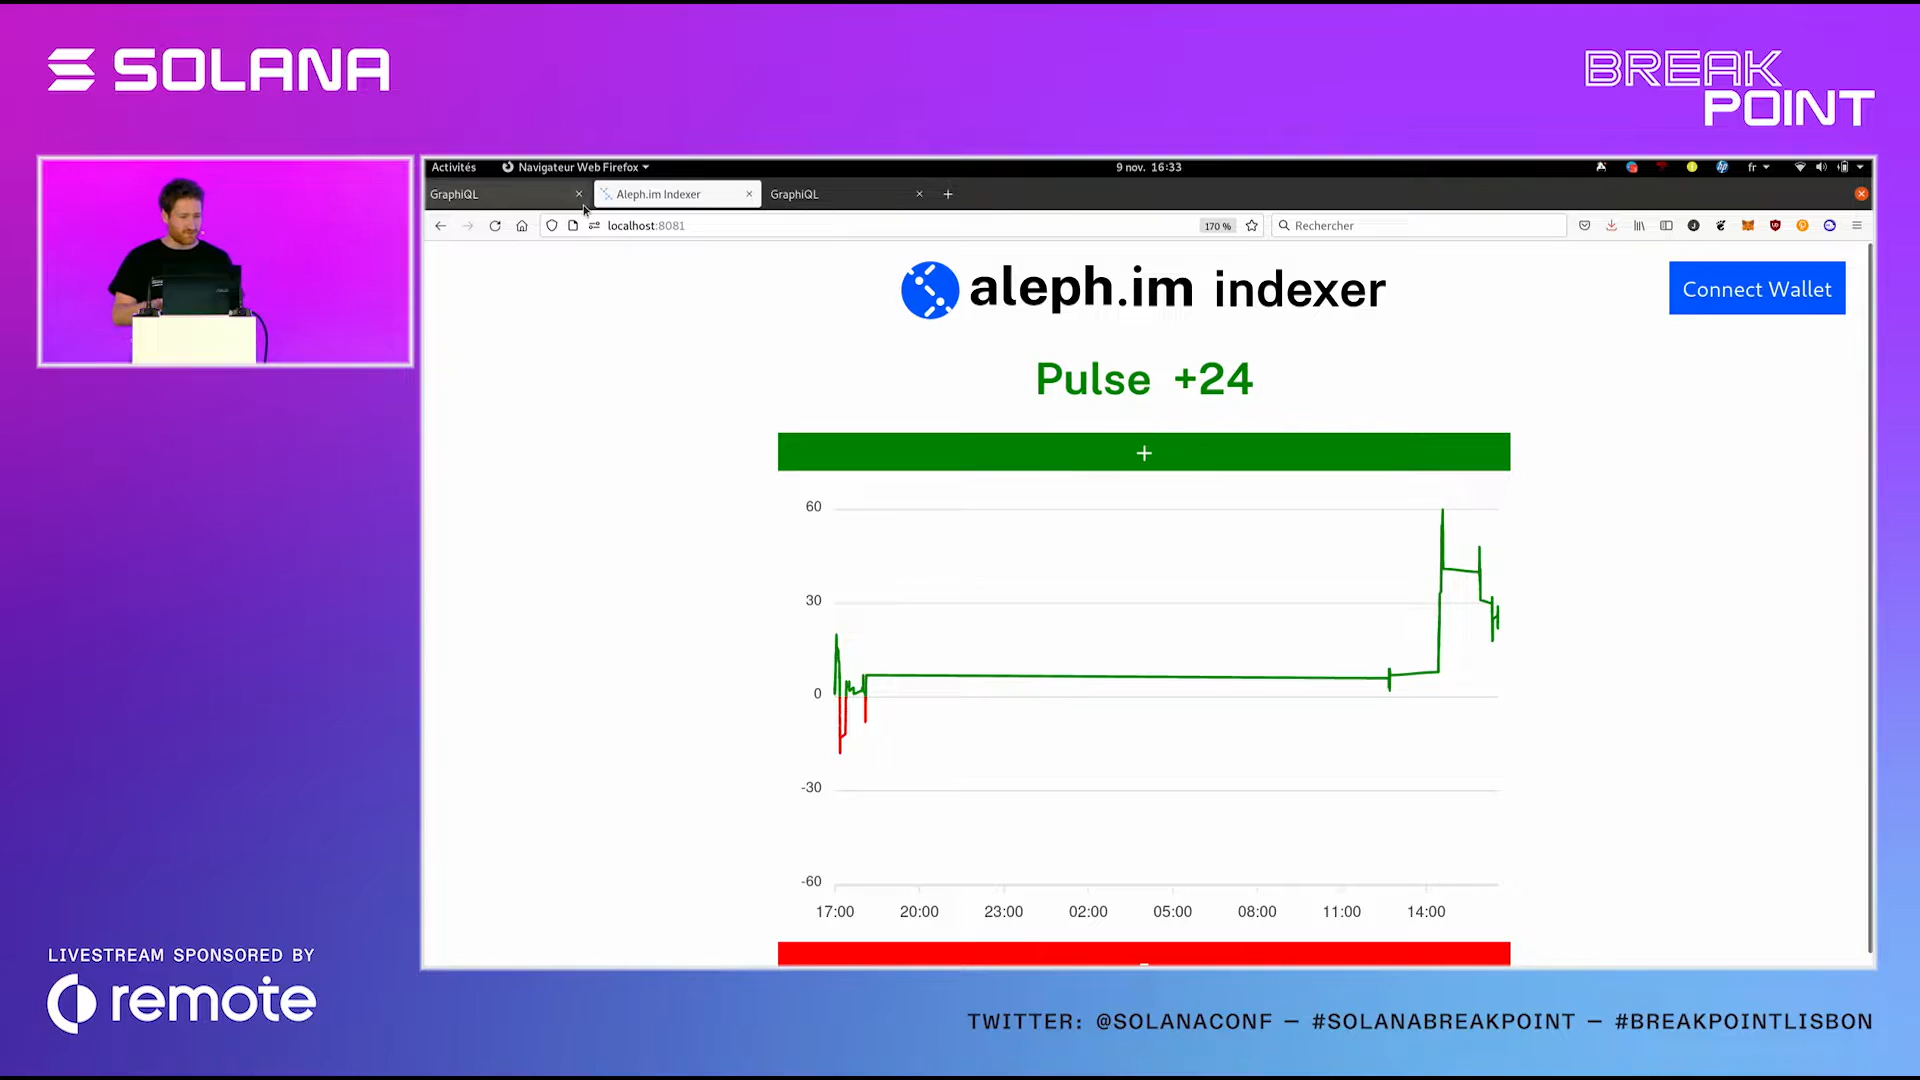 SOLANA
BREAK
POINT
Activités
Navigateur Web Firefox
9 nov. 16:33
fr
GraphiQL
Aleph.im Indexer
GraphiQL
localhost:8081
170 %
Rechercher
aleph.im indexer
Connect Wallet
Pulse +24
+
60
30
0
-30
-60
17:00 20:00 23:00 02:00 05:00 08:00 11:00 14:00
LIVESTREAM SPONSORED BY
remote
TWITTER: @SOLANACONF — #SOLANABREAKPOINT — #BREAKPOINTLISBON